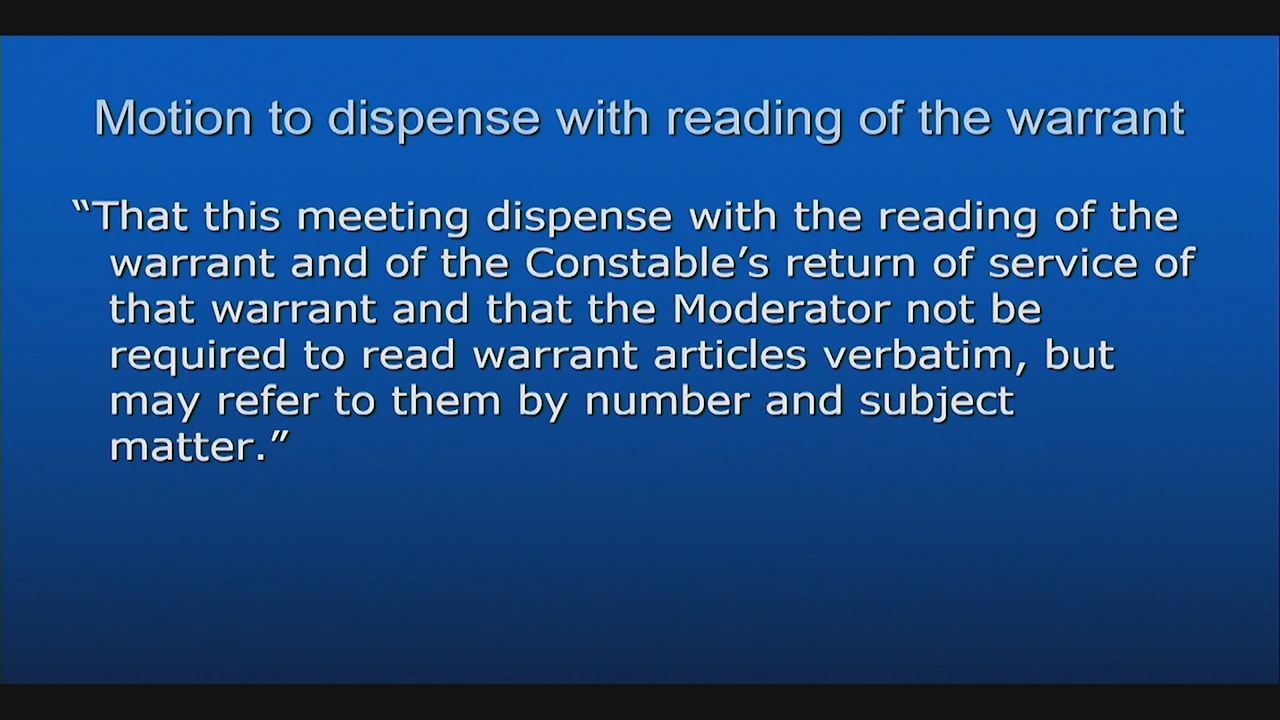 Motion to dispense with reading of the warrant
“That this meeting dispense with the reading of the
warrant and of the Constable’s return of service of
that warrant and that the Moderator not be
required to read warrant articles verbatim, but
may refer to them by number and subject
matter.”